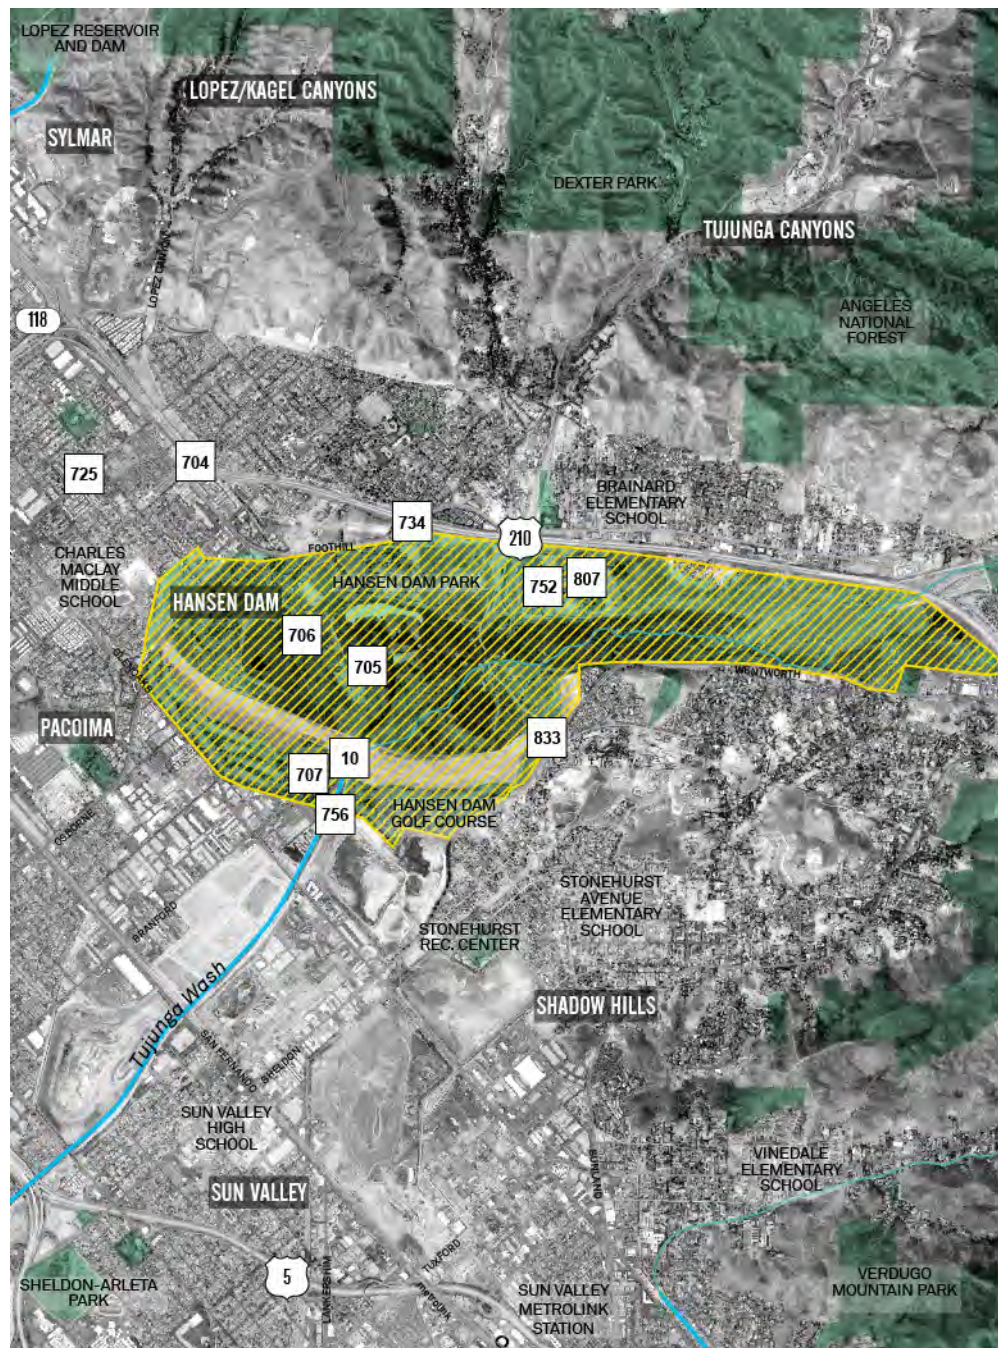 LOPEZ RESERVOIR
AND DAM
LOPEZ/KAGEL CANYONS
SYLMAR
DEXTER PARK
TUJUNGA CANYONS
LOPEZ CANYON
ANGELES
NATIONAL
FOREST
118
704
725
734
BRAINARD
ELEMENTARY
SCHOOL
210
FOOTHILL
CHARLES
MACLAY
MIDDLE
SCHOOL
HANSEN DAM PARK
752
807
HANSEN DAM
706
705
GLENOAKS
WENTWORTH
PACOIMA
833
10
707
756
HANSEN DAM
GOLF COURSE
OSBORNE
STONEHURST
AVENUE
ELEMENTARY
SCHOOL
BRANFORD
STONEHURST
REC. CENTER
Tujunga Wash
SHADOW HILLS
SAN FERNANDO
SHELDON
SUN VALLEY
HIGH
SCHOOL
VINEDALE
ELEMENTARY
SCHOOL
SUNLAND
SUN VALLEY
TUXFORD
5
LANKERSHIM
metrolink
SHELDON-ARLETA
PARK
SUN VALLEY
METROLINK
STATION
VERDUGO
MOUNTAIN PARK